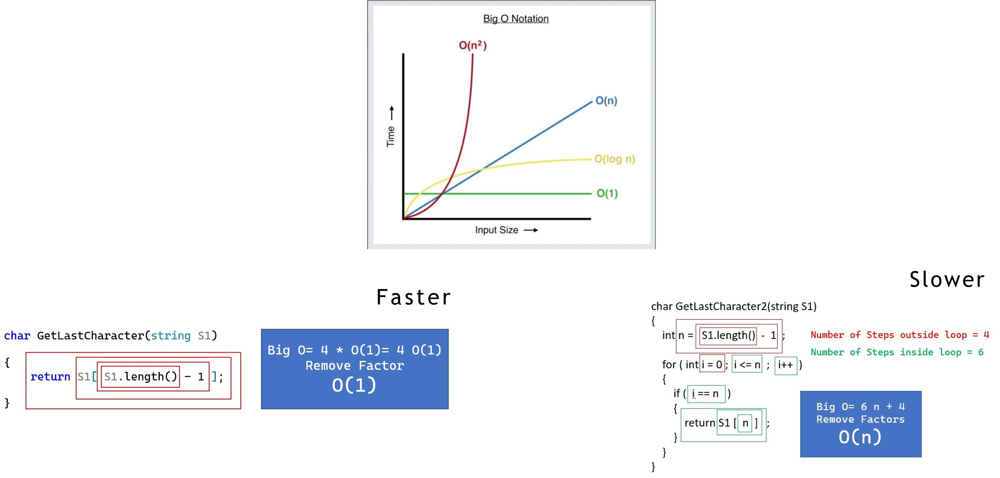 Big O Notation
O(n²)
O(n)
O(log n)
O(1)
Time
Input Size
Faster
Slower
char GetLastCharacter(string S1)
{
return S1[ S1.length() - 1 ];
}
Big O= 4 * O(1)= 4 O(1)
Remove Factor
O(1)
char GetLastCharacter2(string S1)
{
int n = S1.length() - 1 ;
for ( int i = 0 ; i <= n ; i++ )
{
if ( i == n )
{
return S1 [ n ] ;
}
}
}
Number of Steps outside loop = 4
Number of Steps inside loop = 6
Big O= 6 n + 4
Remove Factors
O(n)